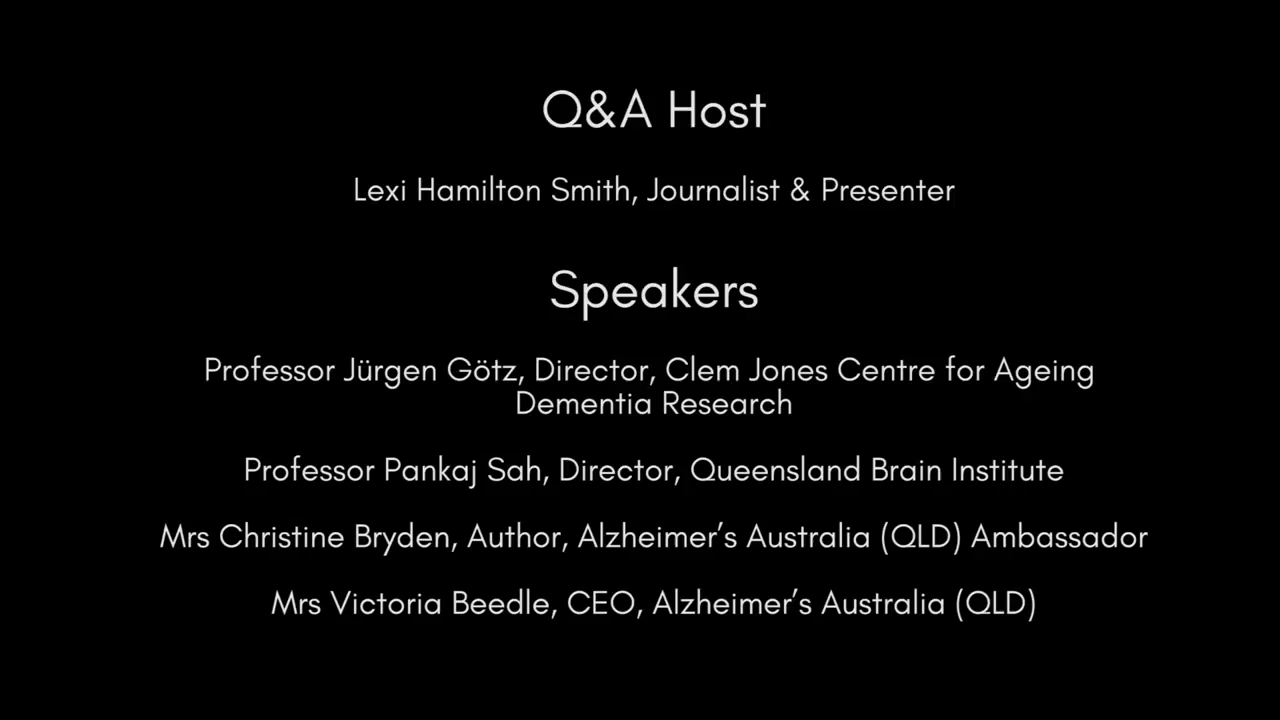 Q&A Host
Lexi Hamilton Smith, Journalist & Presenter
Speakers
Professor Jürgen Götz, Director, Clem Jones Centre for Ageing
Dementia Research
Professor Pankaj Sah, Director, Queensland Brain Institute
Mrs Christine Bryden, Author, Alzheimer’s Australia (QLD) Ambassador
Mrs Victoria Beedle, CEO, Alzheimer’s Australia (QLD)